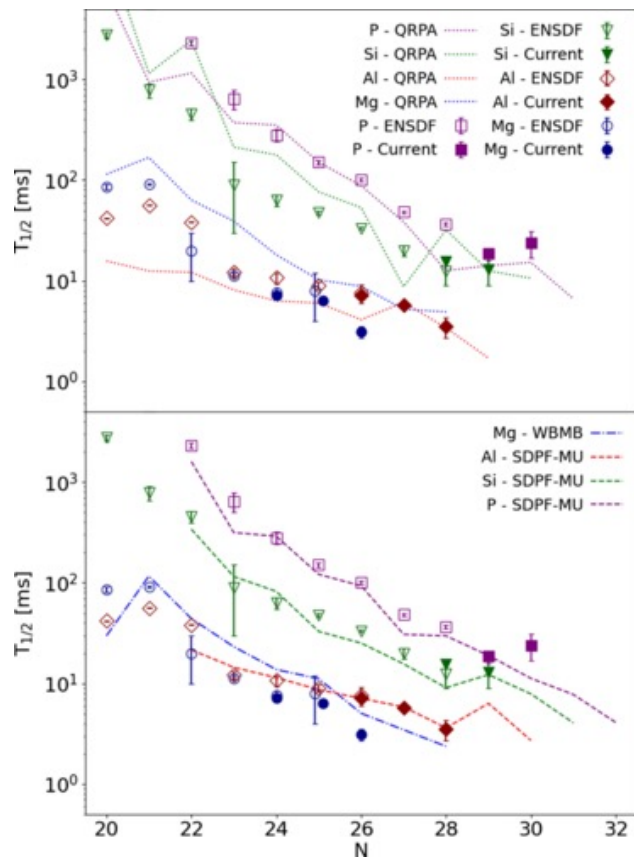 T1/2 [ms]
10³
10²
10¹
10⁰
P - QRPA
Si - QRPA
Al - QRPA
Mg - QRPA
P - ENSDF
P - Current
Si - ENSDF
Si - Current
Al - ENSDF
Al - Current
Mg - ENSDF
Mg - Current
T1/2 [ms]
10³
10²
10¹
10⁰
Mg - WBMB
Al - SDPF-MU
Si - SDPF-MU
P - SDPF-MU
20 22 24 26 28 30 32
N